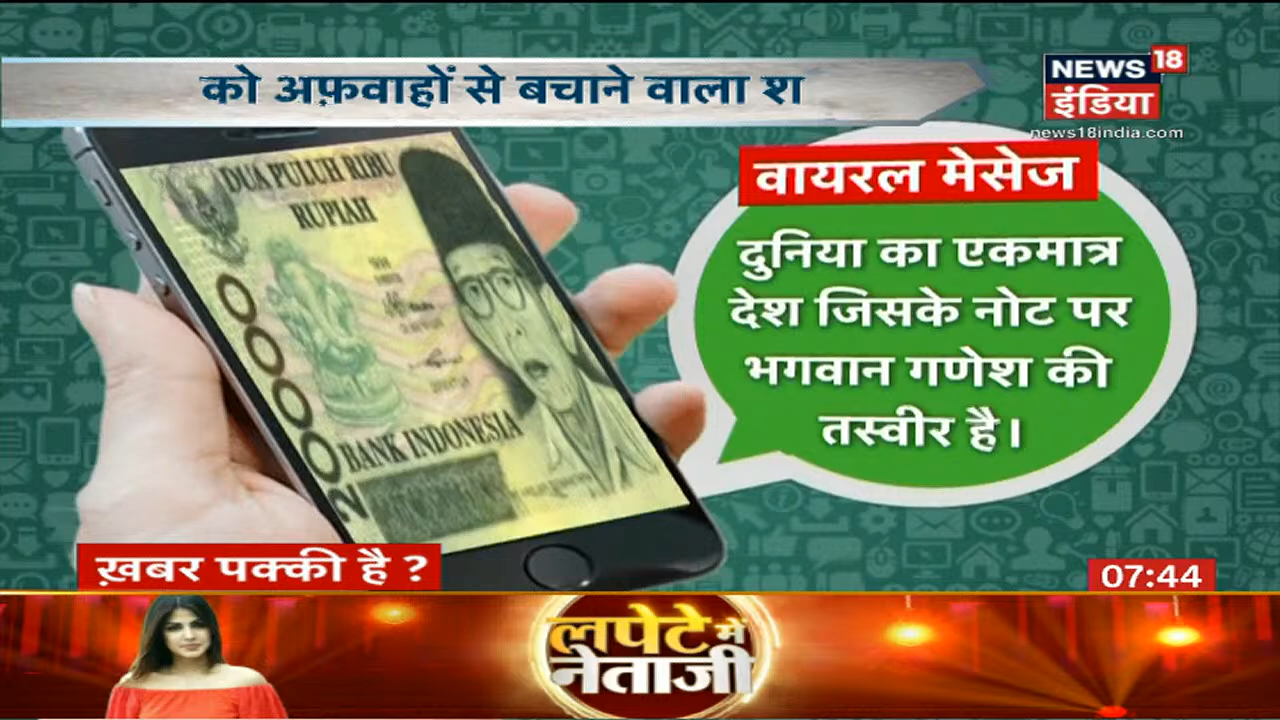 को अफ़वाहों से बचाने वाला श
NEWS 18
इंडिया
news18india.com
वायरल मेसेज
दुनिया का एकमात्र
देश जिसके नोट पर
भगवान गणेश की
तस्वीर है।
DUA PULUH RIBU
RUPIAH
BANK INDONESIA
20000
ख़बर पक्की है ?
07:44
लपेटे में
नेताजी